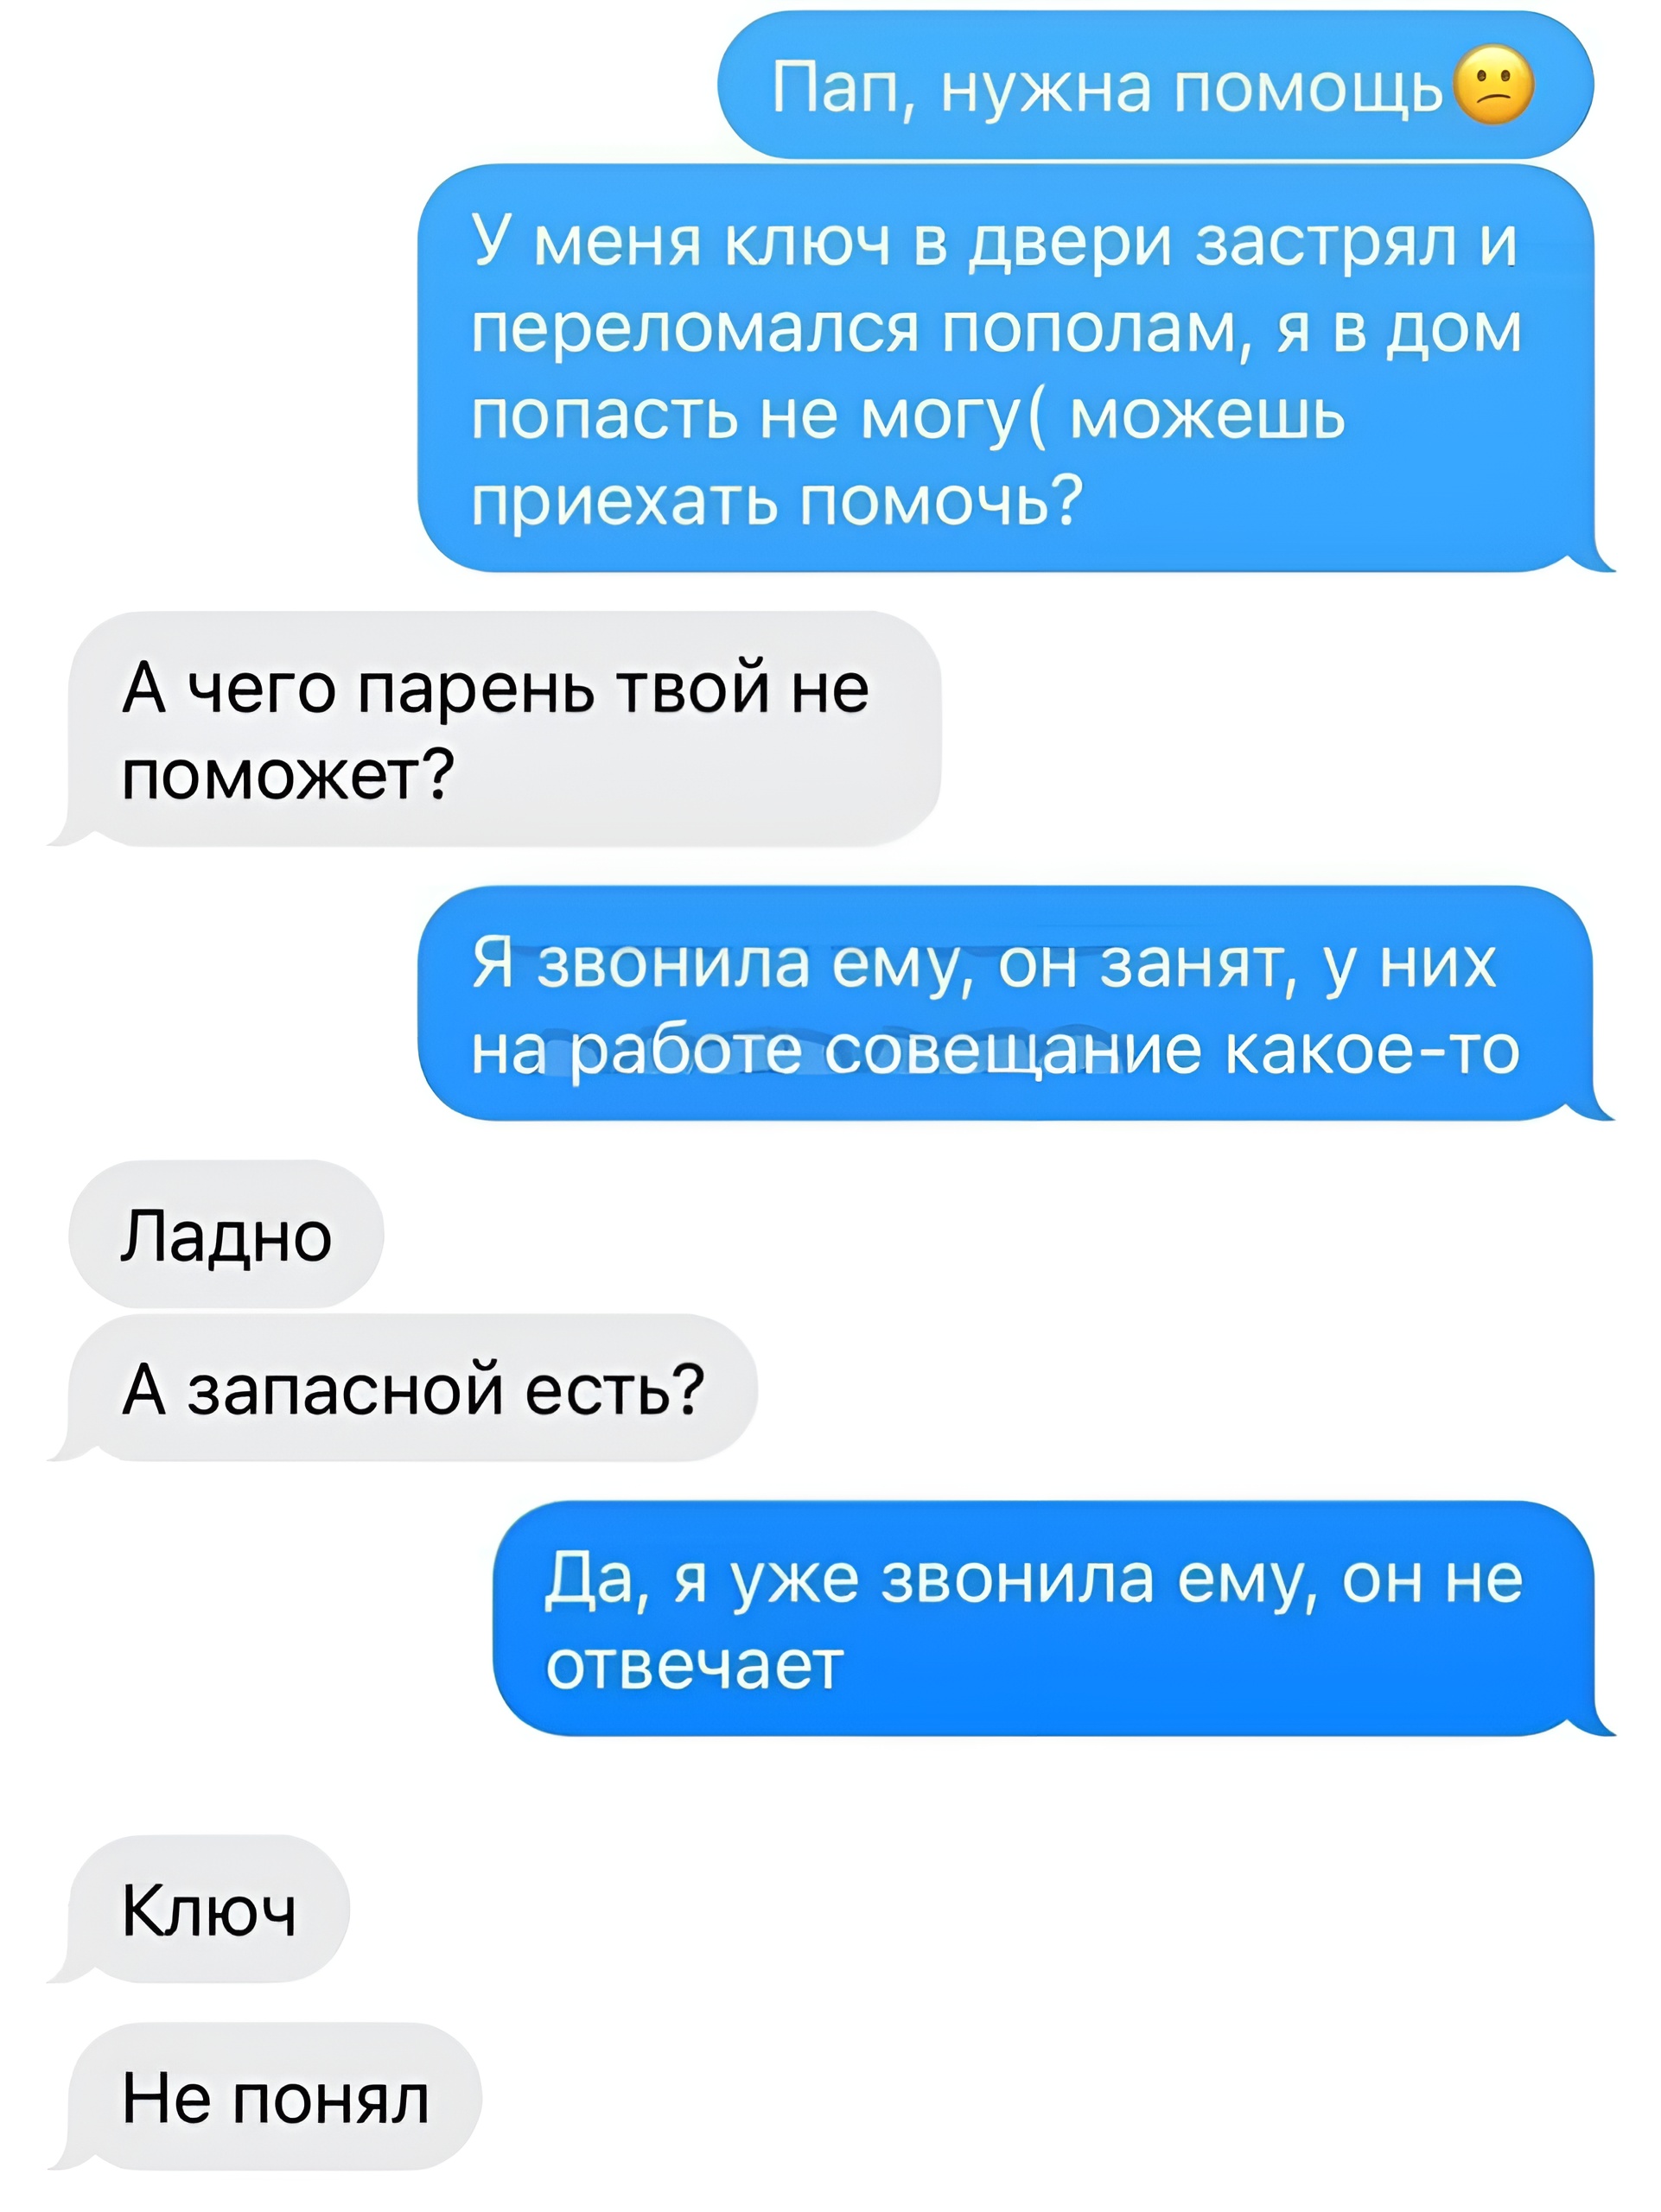 Пап, нужна помощь😕
У меня ключ в двери застрял и
переломался пополам, я в дом
попасть не могу( можешь
приехать помочь?
А чего парень твой не
поможет?
Я звонила ему, он занят, у них
на работе совещание какое-то
Ладно
А запасной есть?
Да, я уже звонила ему, он не
отвечает
Ключ
Не понял